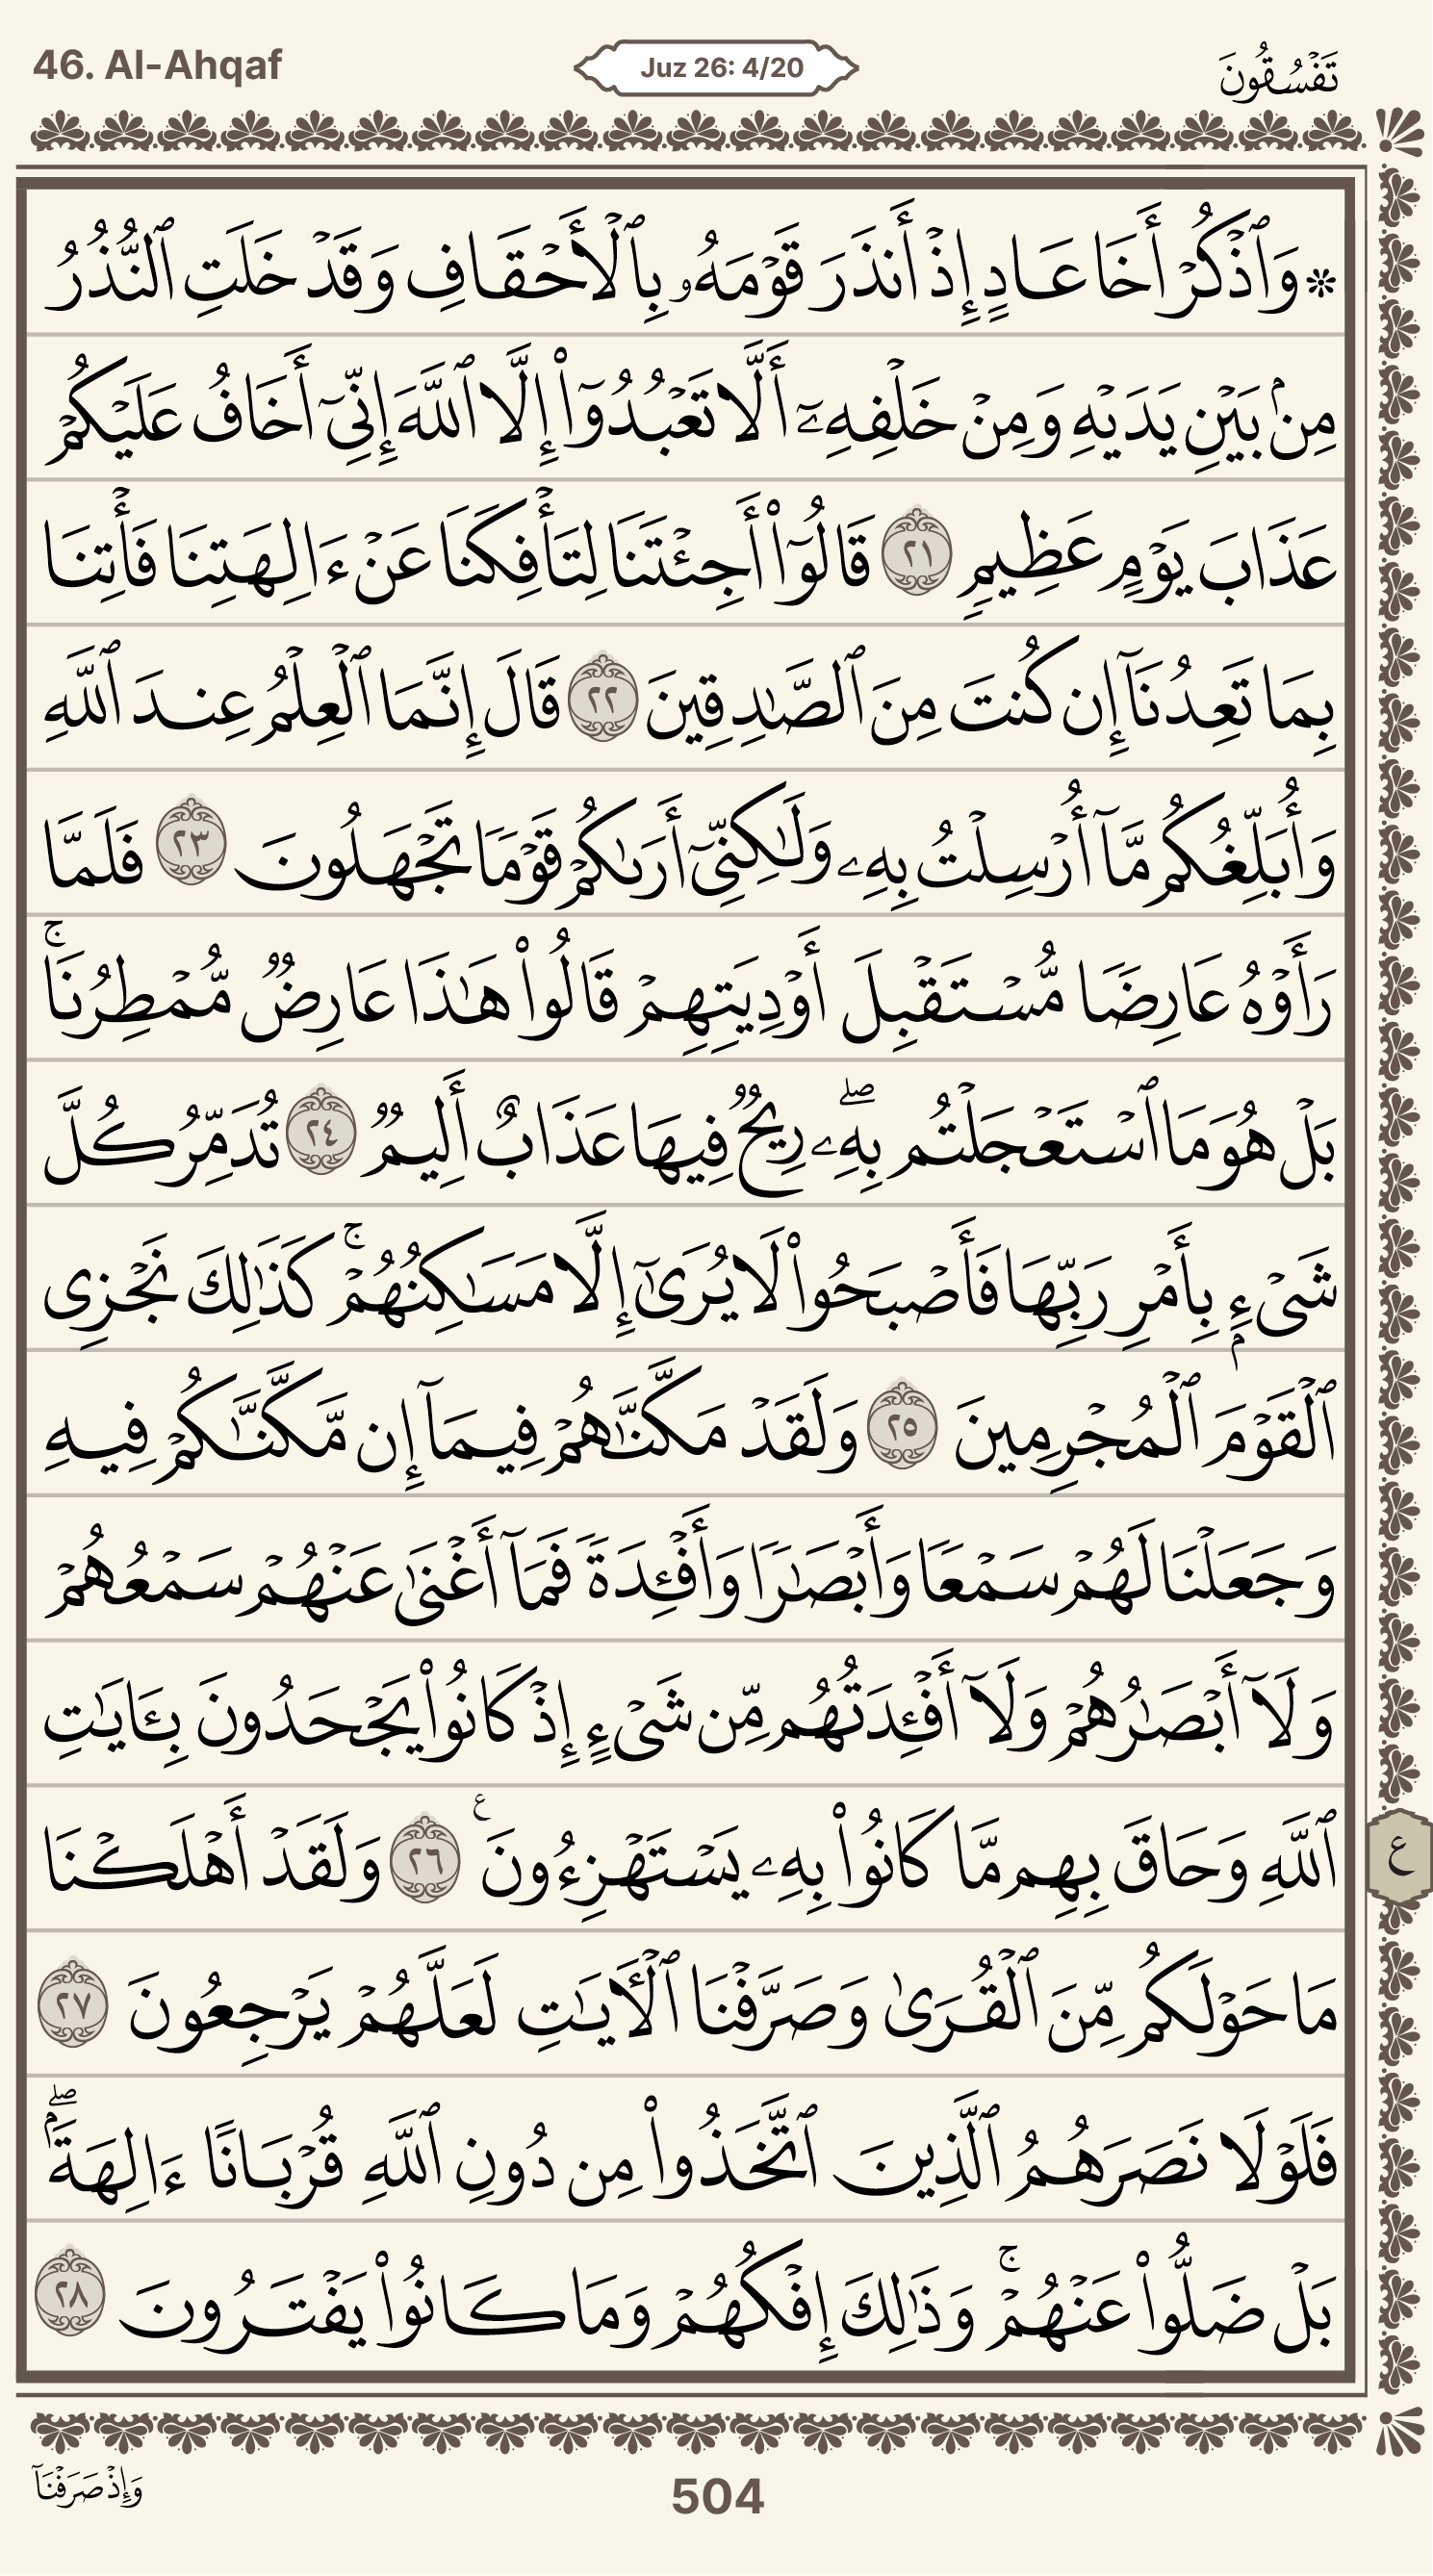 46. Al-Ahqaf
Juz 26: 4/20
تَفۡسُقُونَ
۞ وَٱذۡكُرۡ أَخَا عَادٍ إِذۡ أَنذَرَ قَوۡمَهُۥ بِٱلۡأَحۡقَافِ وَقَدۡ خَلَتِ ٱلنُّذُرُ
مِنۢ بَيۡنِ يَدَيۡهِ وَمِنۡ خَلۡفِهِۦٓ أَلَّا تَعۡبُدُوٓاْ إِلَّا ٱللَّهَ إِنِّيٓ أَخَافُ عَلَيۡكُمۡ
عَذَابَ يَوۡمٍ عَظِيمٖ ٢١ قَالُوٓاْ أَجِئۡتَنَا لِتَأۡفِكَنَا عَنۡ ءَالِهَتِنَا فَأۡتِنَا
بِمَا تَعِدُنَآ إِن كُنتَ مِنَ ٱلصَّٰدِقِينَ ٢٢ قَالَ إِنَّمَا ٱلۡعِلۡمُ عِندَ ٱللَّهِ
وَأُبَلِّغُكُم مَّآ أُرۡسِلۡتُ بِهِۦ وَلَٰكِنِّيٓ أَرَىٰكُمۡ قَوۡمٗا تَجۡهَلُونَ ٢٣ فَلَمَّا
رَأَوۡهُ عَارِضٗا مُّسۡتَقۡبِلَ أَوۡدِيَتِهِمۡ قَالُواْ هَٰذَا عَارِضٞ مُّمۡطِرُنَاۚ
بَلۡ هُوَ مَا ٱسۡتَعۡجَلۡتُم بِهِۦۖ رِيحٞ فِيهَا عَذَابٌ أَلِيمٞ ٢٤ تُدَمِّرُ كُلَّ
شَيۡءِۭ بِأَمۡرِ رَبِّهَا فَأَصۡبَحُواْ لَا يُرَىٰٓ إِلَّا مَسَٰكِنُهُمۡۚ كَذَٰلِكَ نَجۡزِي
ٱلۡقَوۡمَ ٱلۡمُجۡرِمِينَ ٢٥ وَلَقَدۡ مَكَّنَّٰهُمۡ فِيمَآ إِن مَّكَّنَّٰكُمۡ فِيهِ
وَجَعَلۡنَا لَهُمۡ سَمۡعٗا وَأَبۡصَٰرٗا وَأَفۡـِٔدَةٗ فَمَآ أَغۡنَىٰ عَنۡهُمۡ سَمۡعُهُمۡ
وَلَآ أَبۡصَٰرُهُمۡ وَلَآ أَفۡـِٔدَتُهُم مِّن شَيۡءٍ إِذۡ كَانُواْ يَجۡحَدُونَ بِـَٔايَٰتِ
ٱللَّهِ وَحَاقَ بِهِم مَّا كَانُواْ بِهِۦ يَسۡتَهۡزِءُونَ ع ٢٦ وَلَقَدۡ أَهۡلَكۡنَا
ع
مَا حَوۡلَكُم مِّنَ ٱلۡقُرَىٰ وَصَرَّفۡنَا ٱلۡأٓيَٰتِ لَعَلَّهُمۡ يَرۡجِعُونَ ٢٧
فَلَوۡلَا نَصَرَهُمُ ٱلَّذِينَ ٱتَّخَذُواْ مِن دُونِ ٱللَّهِ قُرۡبَانًا ءَالِهَةَۢۖ
بَلۡ ضَلُّواْ عَنۡهُمۡۚ وَذَٰلِكَ إِفۡكُهُمۡ وَمَا كَانُواْ يَفۡتَرُونَ ٢٨
وَإِذۡ صَرَفۡنَآ
504